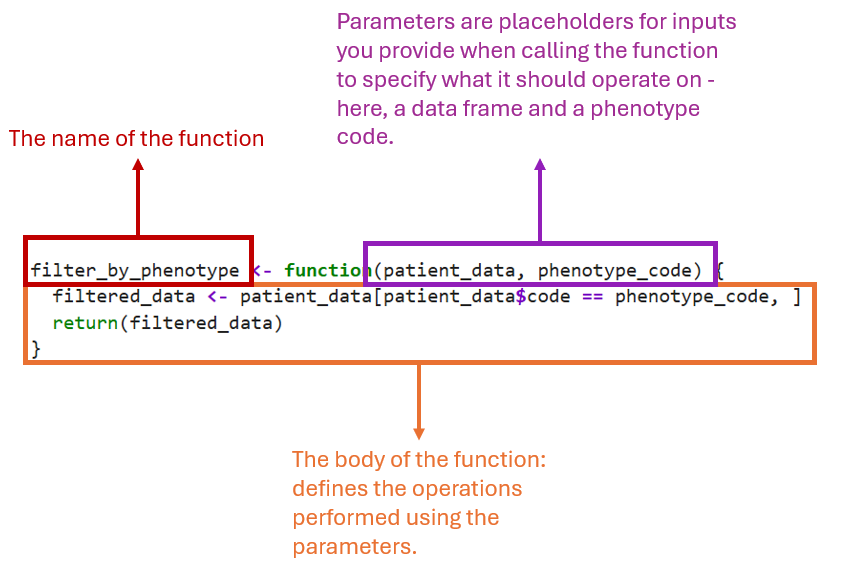 Parameters are placeholders for inputs
you provide when calling the function
to specify what it should operate on -
here, a data frame and a phenotype
code.
The name of the function
filter_by_phenotype <- function(patient_data, phenotype_code) {
  filtered_data <- patient_data[patient_data$code == phenotype_code, ]
  return(filtered_data)
}
The body of the function:
defines the operations
performed using the
parameters.